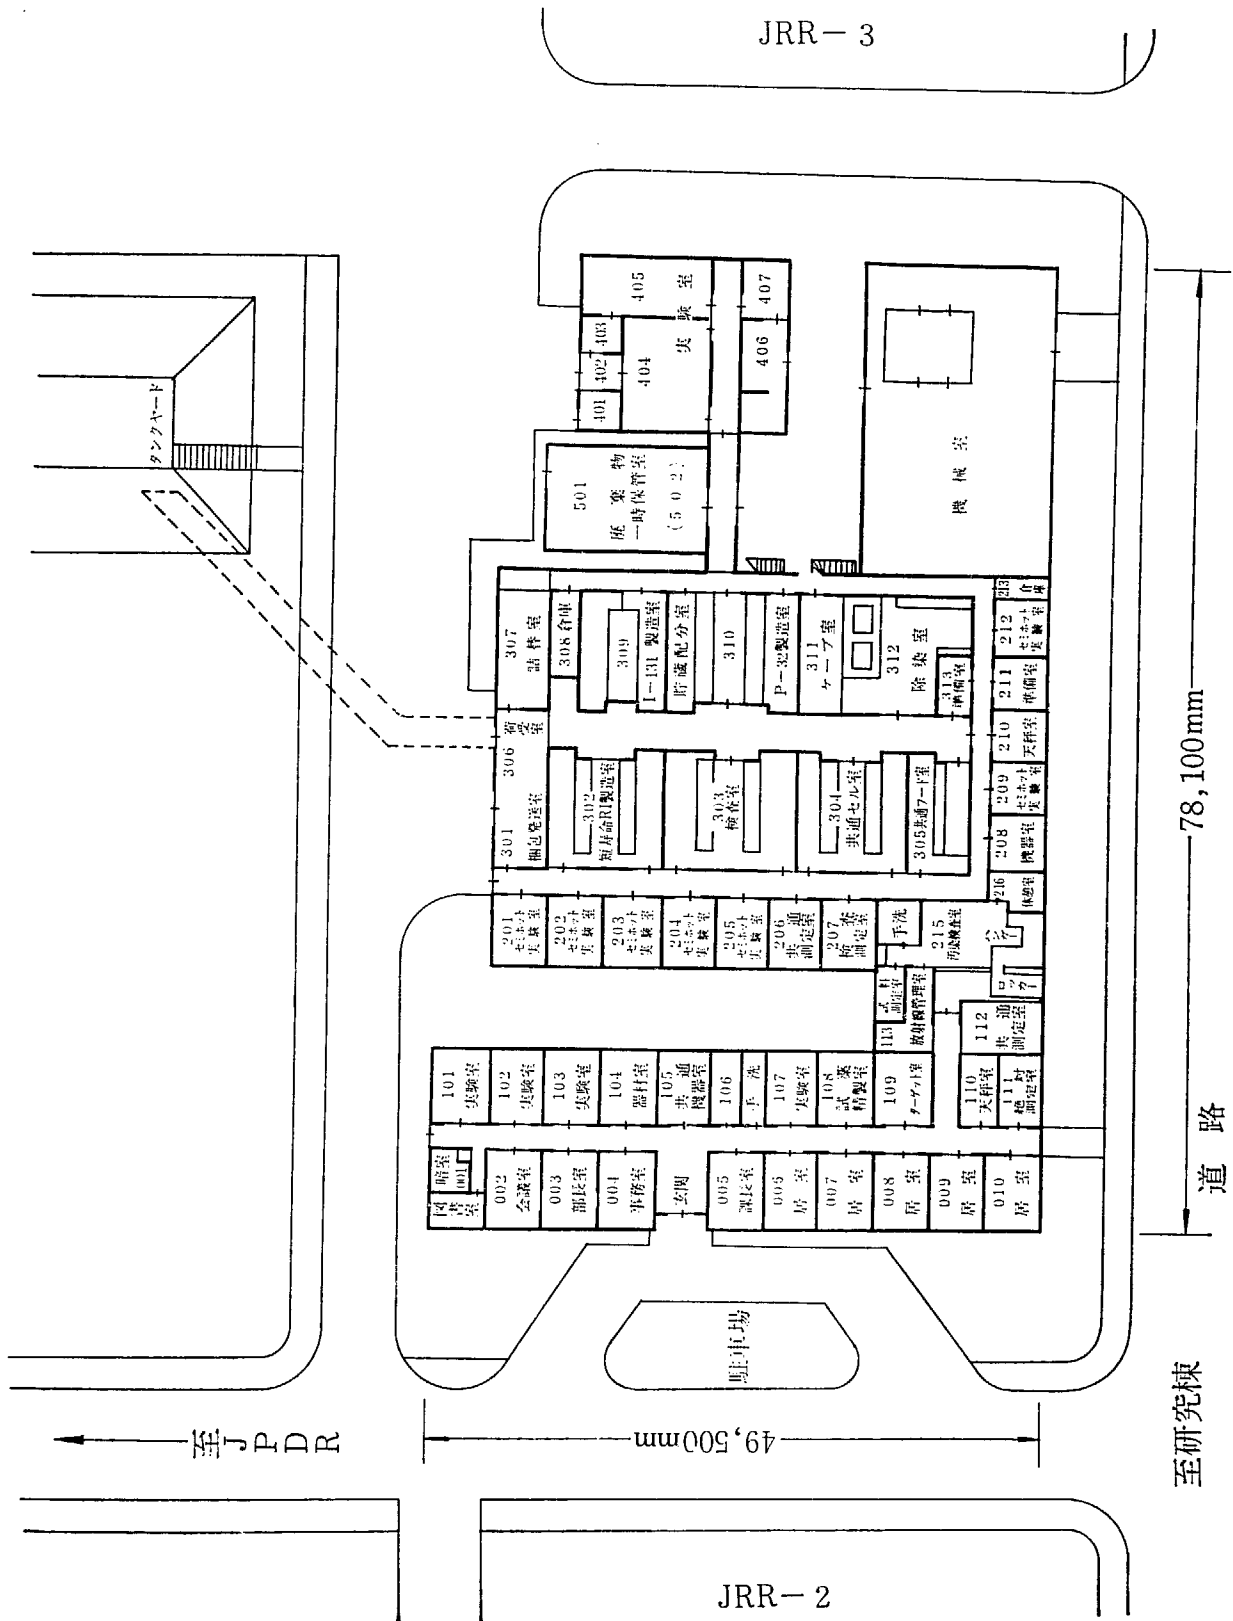 JRR－3
タンクヤード
405
403
402
401
404
実験室
407
406
501
廃棄物
一時保管室
(502)
機械室
307
詰替室
308倉庫
309
I－131製造室
貯蔵配分室
310
P－32製造室
311
ケーブ室
312
除染室
313
準備室
213
倉庫
212
セミホット
実験室
211
準備室
210
天秤室
209
セミホット
実験室
208
機器室
216
休憩室
荷受室
306
301
梱包発送室
302
短寿命RI製造室
303
検査室
304
共通セル室
305共通フード室
201
セミホット
実験室
202
セミホット
実験室
203
セミホット
実験室
204
セミホット
実験室
205
セミホット
実験室
206
共通
測定室
207
検査
測定室
手洗
215
汚染検査室
ロッカー
試料
測定室
113
放射線管理室
112
共通
測定室
101
実験室
102
実験室
103
実験室
104
器材室
105
共通
機器室
106
手洗
107
実験室
108
試薬
精製室
109
ターゲット室
110
天秤室
111
絶対
測定室
暗室
001
図書室
002
会議室
003
部長室
004
事務室
玄関
005
課長室
006
居室
007
居室
008
居室
009
居室
010
居室
駐車場
78,100mm
道路
49,500mm
至JPDR
至研究棟
JRR－2